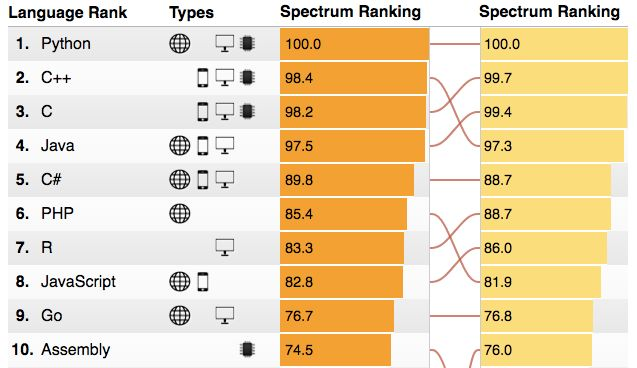 Language Rank Types Spectrum Ranking Spectrum Ranking
1. Python 100.0 100.0
2. C++ 98.4 99.7
3. C 98.2 99.4
4. Java 97.5 97.3
5. C# 89.8 88.7
6. PHP 85.4 88.7
7. R 83.3 86.0
8. JavaScript 82.8 81.9
9. Go 76.7 76.8
10. Assembly 74.5 76.0